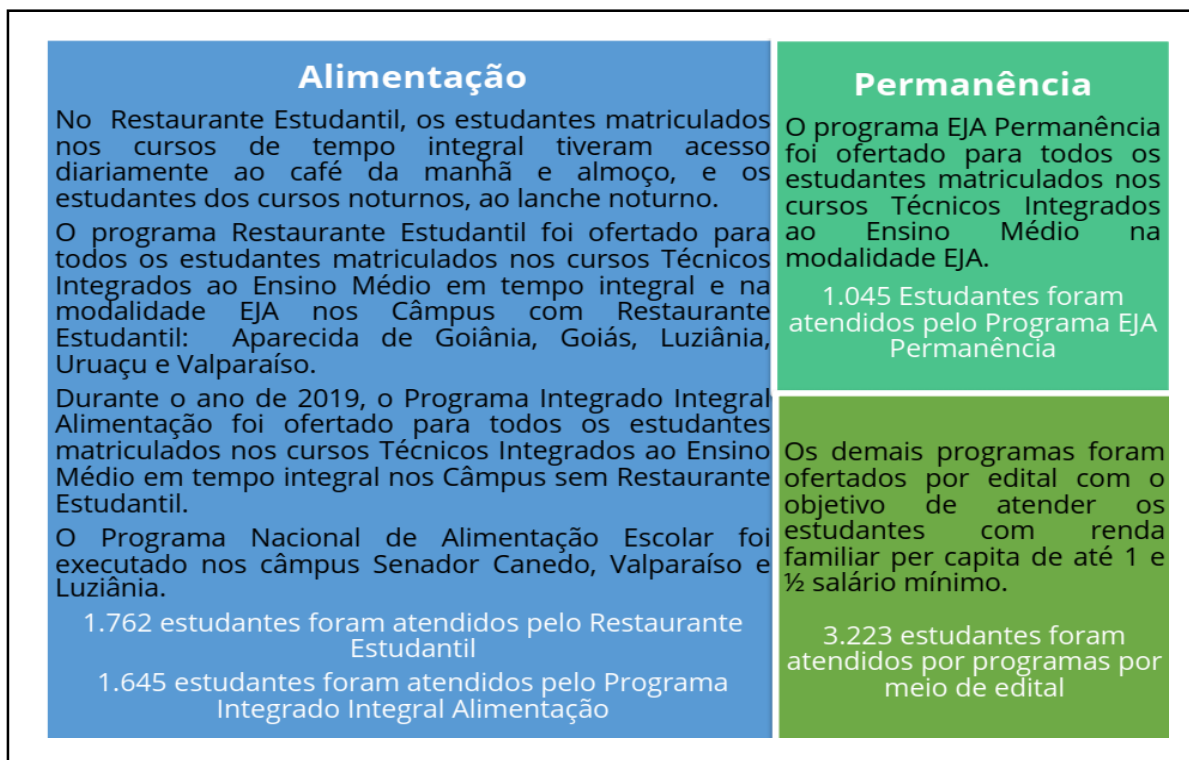 Alimentação
No Restaurante Estudantil, os estudantes matriculados
nos cursos de tempo integral tiveram acesso
diariamente ao café da manhã e almoço, e os
estudantes dos cursos noturnos, ao lanche noturno.
O programa Restaurante Estudantil foi ofertado para
todos os estudantes matriculados nos cursos Técnicos
Integrados ao Ensino Médio em tempo integral e na
modalidade EJA nos Câmpus com Restaurante
Estudantil: Aparecida de Goiânia, Goiás, Luziânia,
Uruaçu e Valparaíso.
Durante o ano de 2019, o Programa Integrado Integral
Alimentação foi ofertado para todos os estudantes
matriculados nos cursos Técnicos Integrados ao Ensino
Médio em tempo integral nos Câmpus sem Restaurante
Estudantil.
O Programa Nacional de Alimentação Escolar foi
executado nos câmpus Senador Canedo, Valparaíso e
Luziânia.
1.762 estudantes foram atendidos pelo Restaurante
Estudantil
1.645 estudantes foram atendidos pelo Programa
Integrado Integral Alimentação
Permanência
O programa EJA Permanência
foi ofertado para todos os
estudantes matriculados nos
cursos Técnicos Integrados
ao Ensino Médio na
modalidade EJA.
1.045 Estudantes foram
atendidos pelo Programa EJA
Permanência
Os demais programas foram
ofertados por edital com o
objetivo de atender os
estudantes com renda
familiar per capita de até 1 e
½ salário mínimo.
3.223 estudantes foram
atendidos por programas por
meio de edital